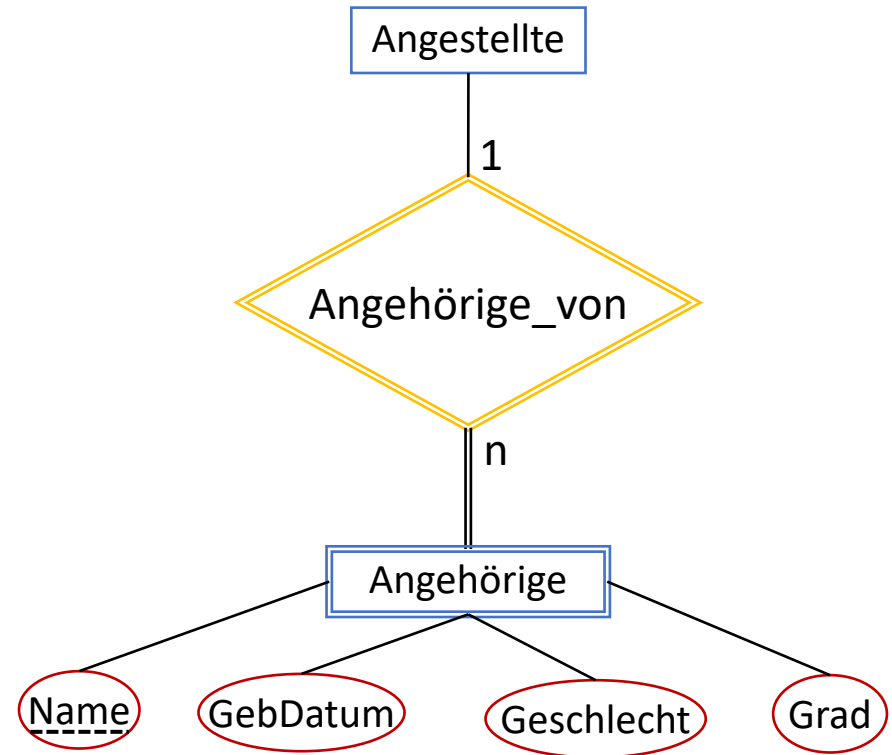 Angestellte
1
Angehörige_von
n
Angehörige
Name
GebDatum
Geschlecht
Grad